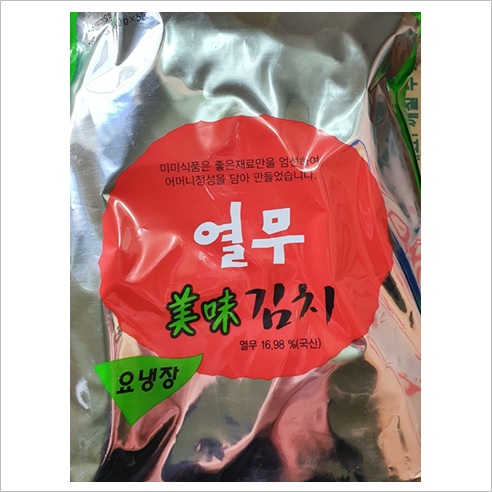 미미식품은 좋은재료만을 엄선하여
어머니정성을 담아 만들었습니다.
열무
美味 김치
열무 16,98 %(국산)
요냉장